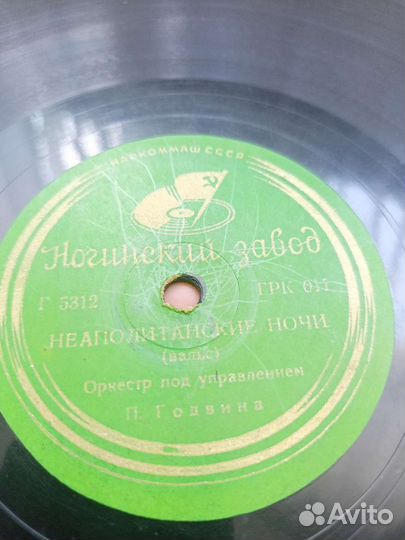 НАРКОММАШ СССР
Ногинский завод
Г 5312 ГРК 011
НЕАПОЛИТАНСКИЕ НОЧИ
(вальс)
Оркестр под управлением
П. Годвина
Avito